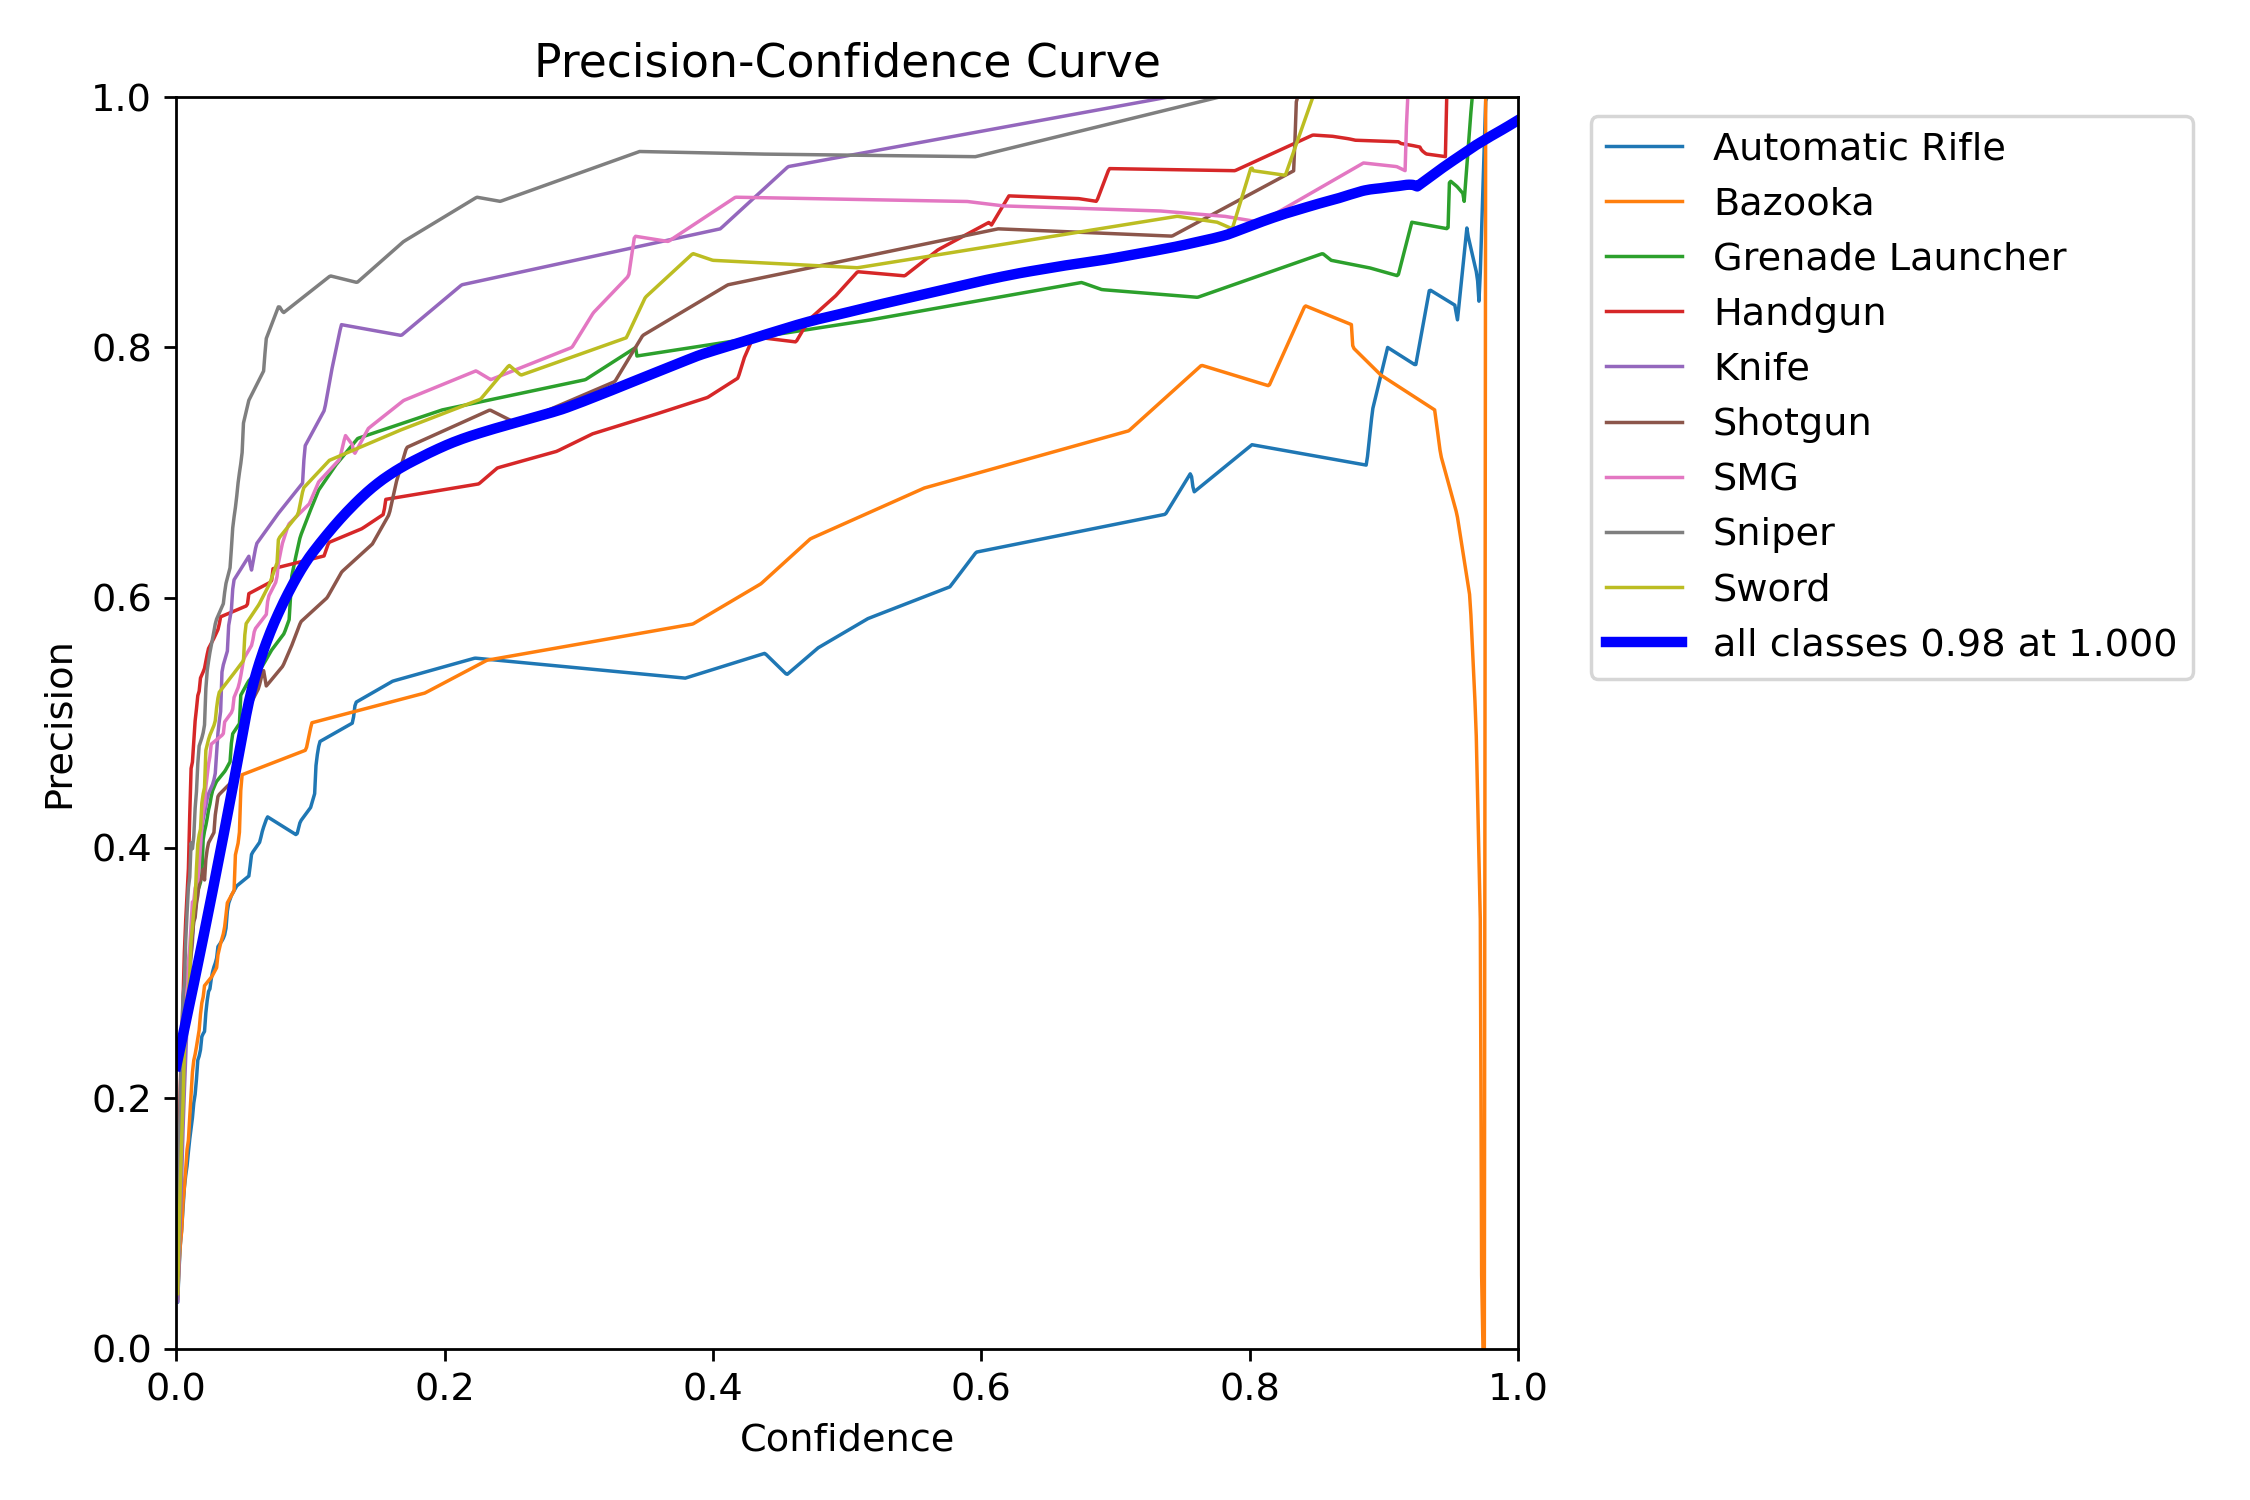 Precision-Confidence Curve
1.0
0.8
0.6
0.4
0.2
0.0
Precision
0.0 0.2 0.4 0.6 0.8 1.0
Confidence
Automatic Rifle
Bazooka
Grenade Launcher
Handgun
Knife
Shotgun
SMG
Sniper
Sword
all classes 0.98 at 1.000